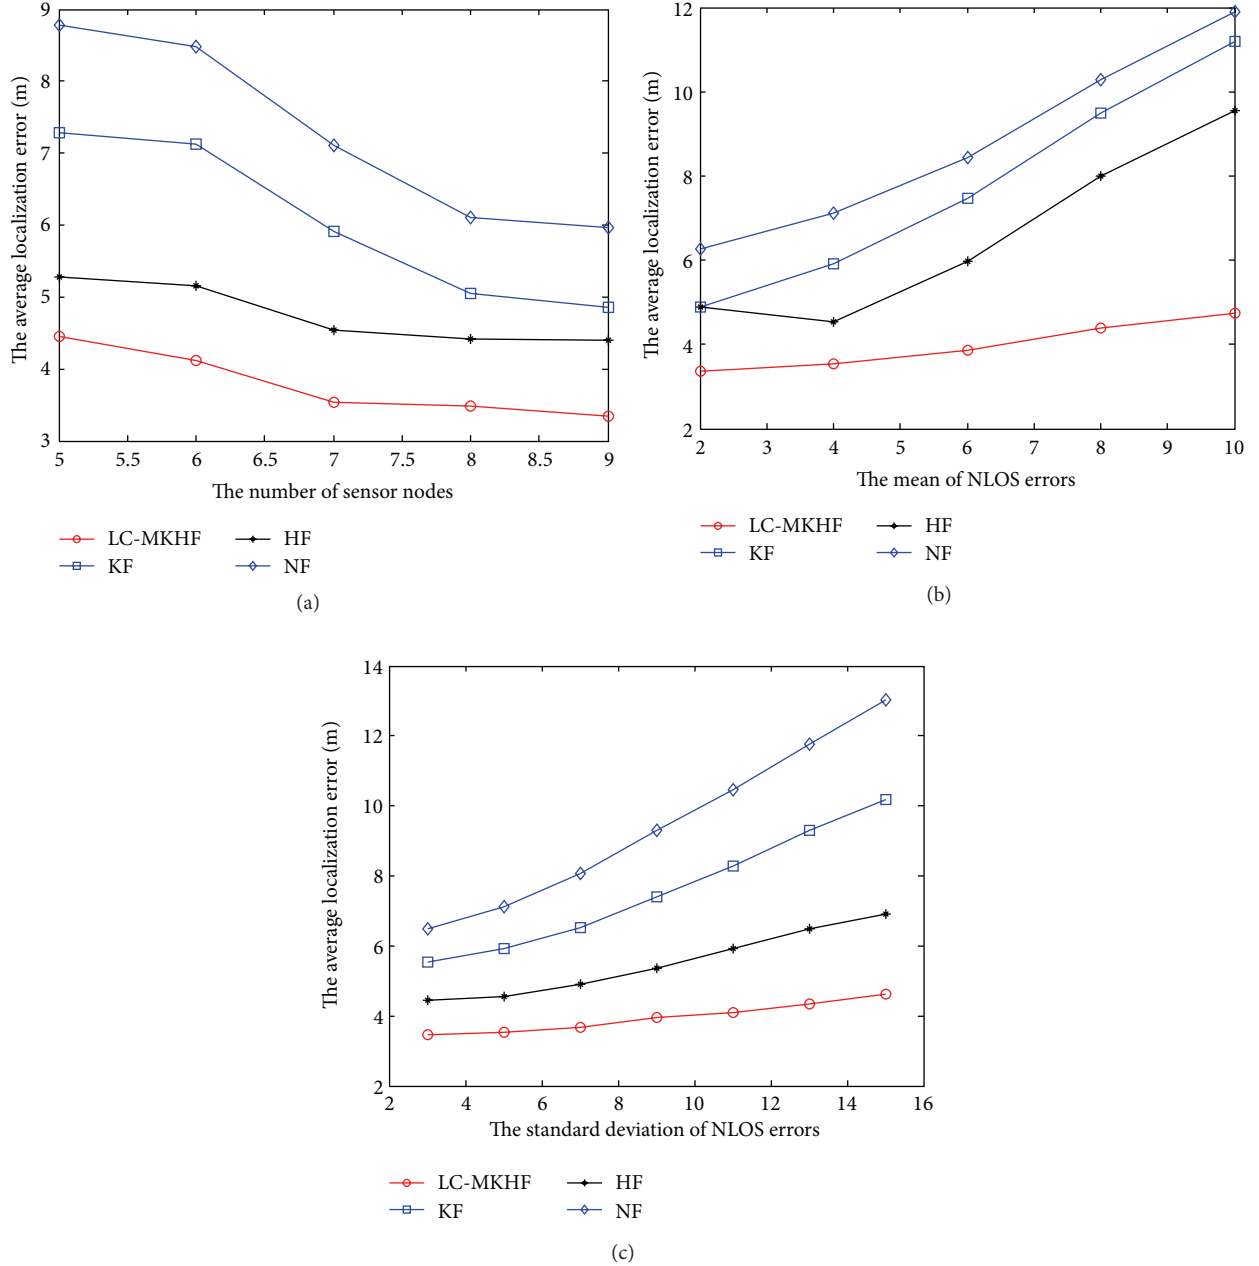 The average localization error (m)
9
8
7
6
5
4
3
5 5.5 6 6.5 7 7.5 8 8.5 9
The number of sensor nodes
LC-MKHF HF
KF NF
(a)
The average localization error (m)
12
10
8
6
4
2
2 3 4 5 6 7 8 9 10
The mean of NLOS errors
LC-MKHF HF
KF NF
(b)
The average localization error (m)
14
12
10
8
6
4
2
2 4 6 8 10 12 14 16
The standard deviation of NLOS errors
LC-MKHF HF
KF NF
(c)